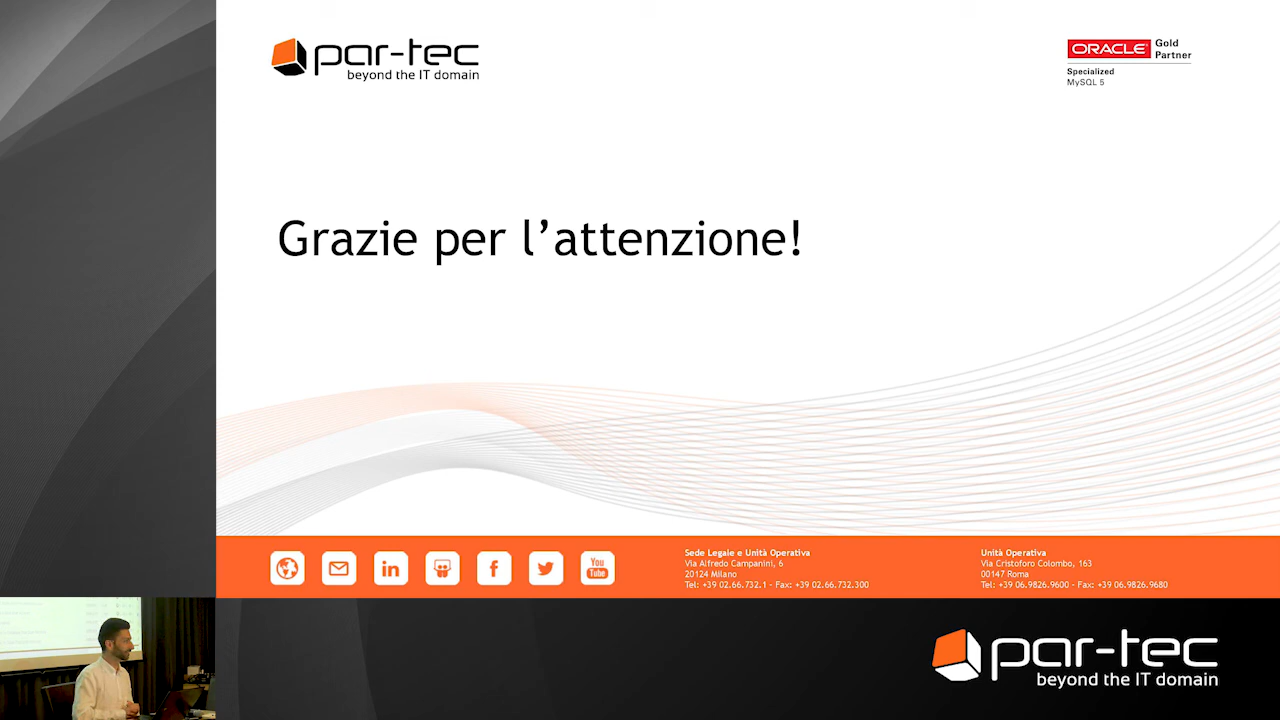 par-tec
beyond the IT domain
ORACLE Gold
Partner
Specialized
MySQL 5
Grazie per l’attenzione!
in
f
You
Tube
Sede Legale e Unità Operativa
Via Alfredo Campanini, 6
20124 Milano
Tel: +39 02.66.732.1 - Fax: +39 02.66.732.300
Unità Operativa
Via Cristoforo Colombo, 163
00147 Roma
Tel: +39 06.9826.9600 - Fax: +39 06.9826.9680
par-tec
beyond the IT domain